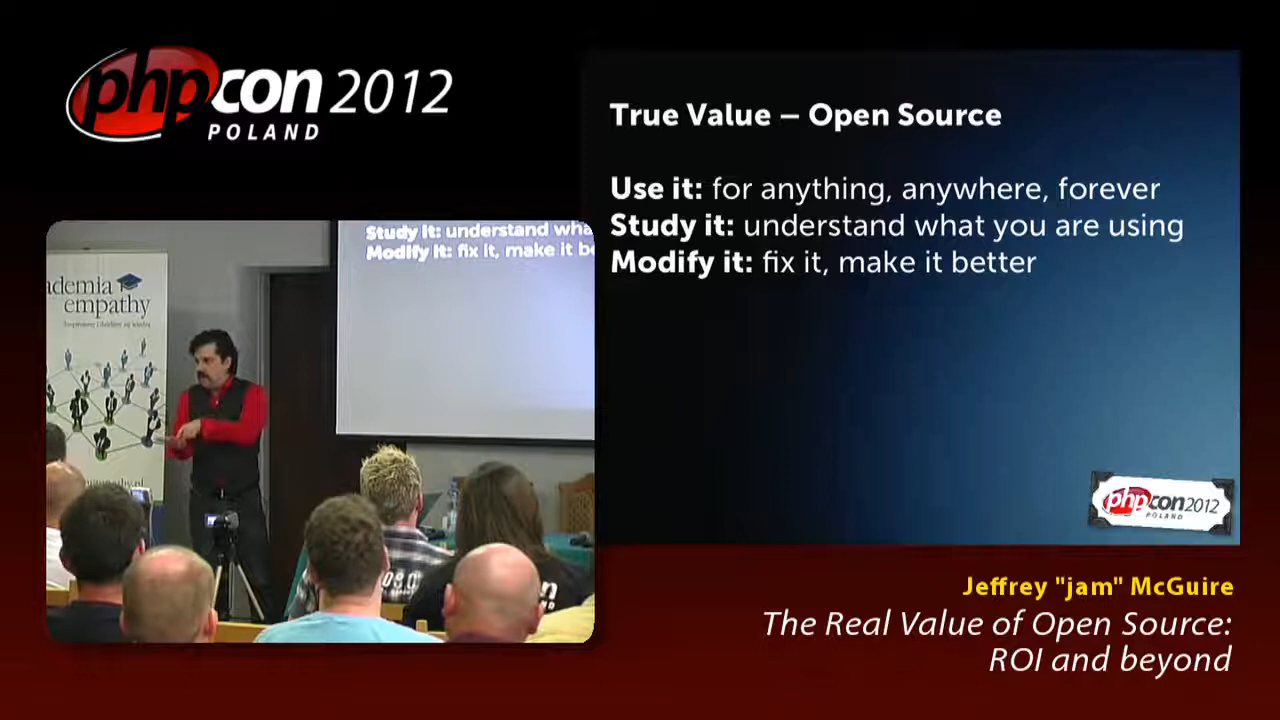 phpcon 2012
POLAND
True Value – Open Source
Use it: for anything, anywhere, forever
Study it: understand what you are using
Modify it: fix it, make it better
Study it: understand wha
Modify it: fix it, make it be
ademia
empathy
phpcon2012
POLAND
Jeffrey "jam" McGuire
The Real Value of Open Source:
ROI and beyond